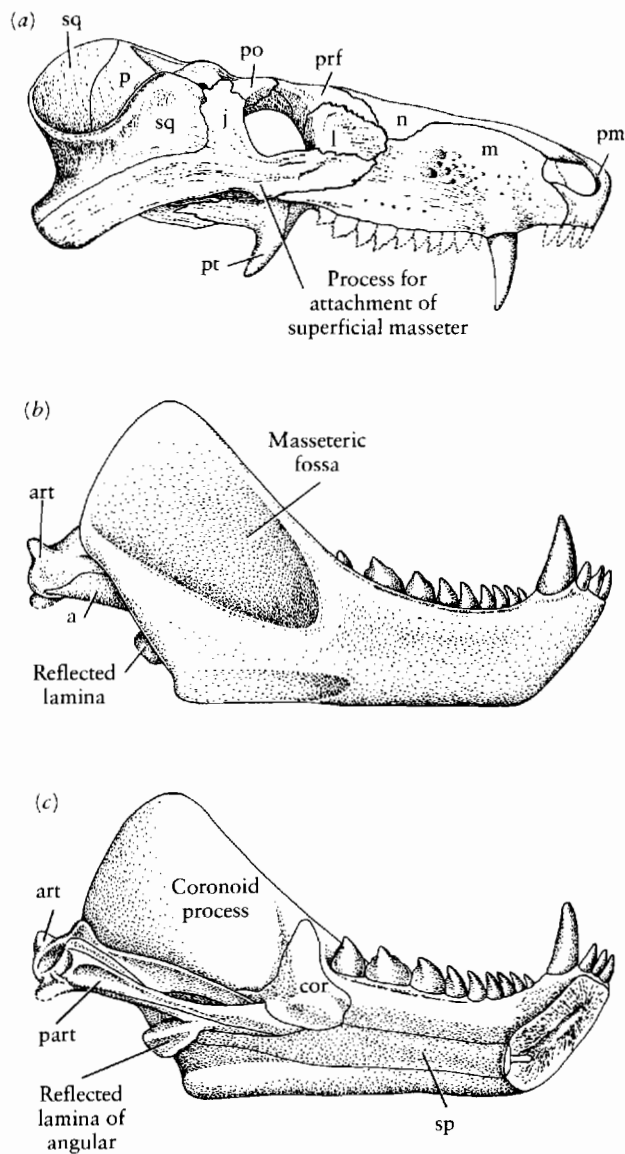 (a)
sq
po
prf
p
n
sq
j
l
m
pm
pt
Process for
attachment of
superficial masseter
(b)
Masseteric
fossa
art
a
Reflected
lamina
(c)
art
Coronoid
process
cor
part
Reflected
lamina of
angular
sp